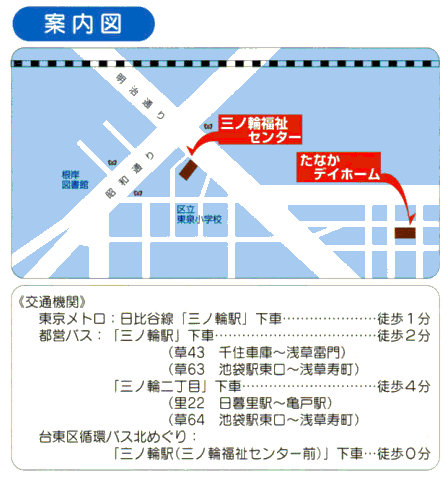 案内図
明治通り
三ノ輪福祉
センター
たなか
デイホーム
根岸
図書館
昭和通り
区立
東泉小学校
《交通機関》
東京メトロ：日比谷線「三ノ輪駅」下車…………………徒歩1分
都営バス：「三ノ輪駅」下車…………………………徒歩2分
（草43　千住車庫～浅草雷門）
（草63　池袋駅東口～浅草寿町）
「三ノ輪二丁目」下車……………………徒歩4分
（里22　日暮里駅～亀戸駅）
（草64　池袋駅東口～浅草寿町）
台東区循環バス北めぐり：
「三ノ輪駅(三ノ輪福祉センター前)」下車…徒歩0分